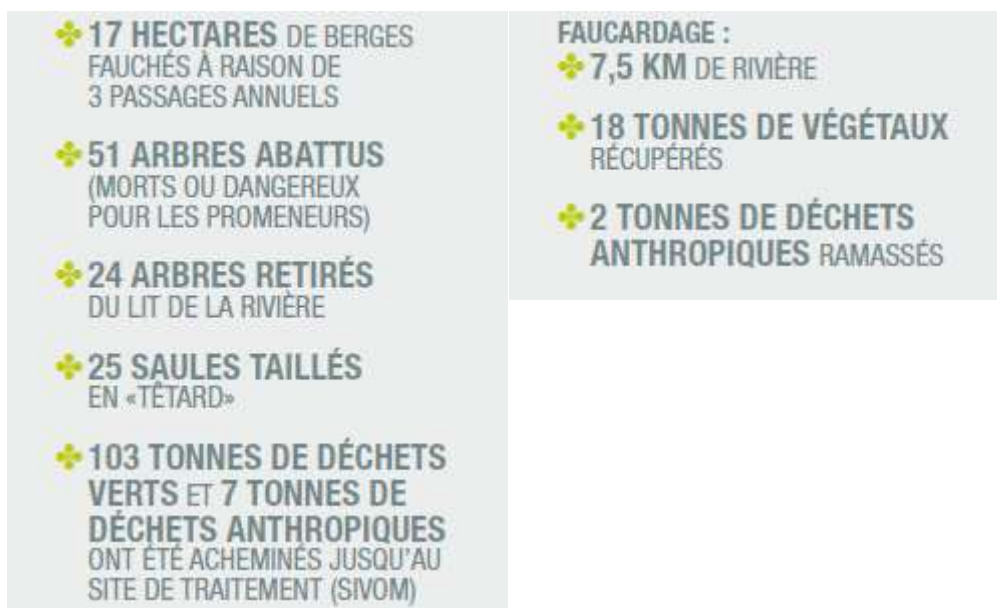 17 HECTARES DE BERGES
FAUCHÉS À RAISON DE
3 PASSAGES ANNUELS
51 ARBRES ABATTUS
(MORTS OU DANGEREUX
POUR LES PROMENEURS)
24 ARBRES RETIRÉS
DU LIT DE LA RIVIÈRE
25 SAULES TAILLÉS
EN «TÊTARD»
103 TONNES DE DÉCHETS
VERTS ET 7 TONNES DE
DÉCHETS ANTHROPIQUES
ONT ÉTÉ ACHEMINÉS JUSQU'AU
SITE DE TRAITEMENT (SIVOM)
FAUCARDAGE :
7,5 KM DE RIVIÈRE
18 TONNES DE VÉGÉTAUX
RÉCUPÉRÉS
2 TONNES DE DÉCHETS
ANTHROPIQUES RAMASSÉS